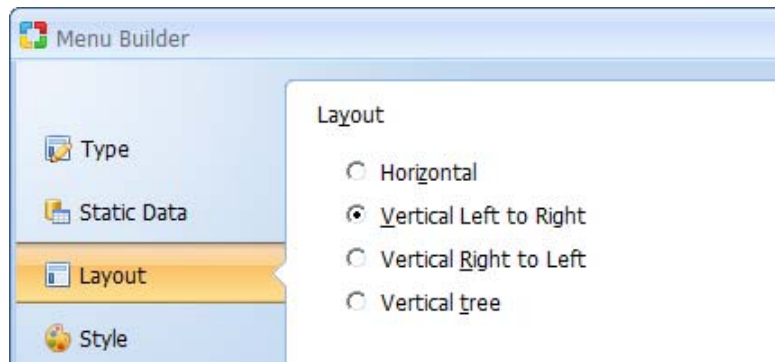 Menu Builder
Type
Static Data
Layout
Style
Layout
Horizontal
Vertical Left to Right
Vertical Right to Left
Vertical tree